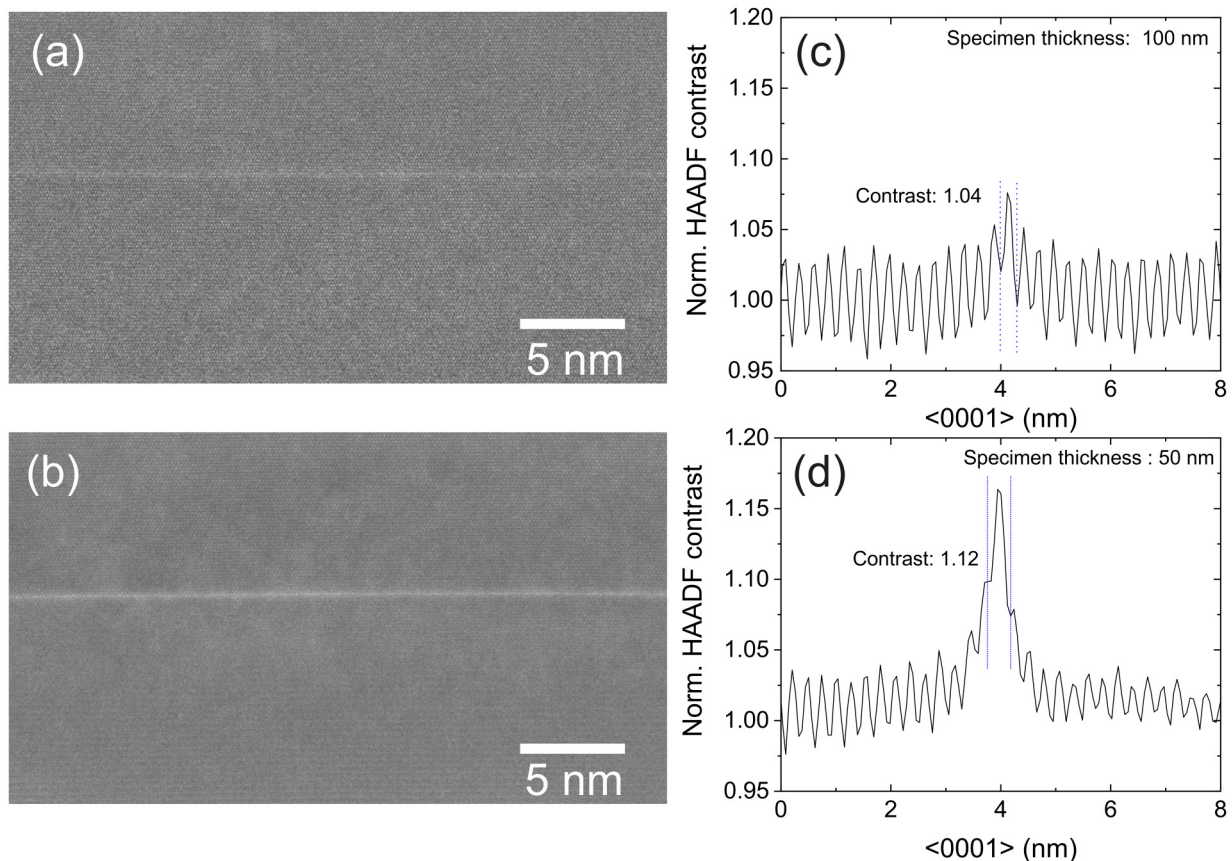 (a)
5 nm
(b)
5 nm
(c)
Specimen thickness: 100 nm
Contrast: 1.04
Norm. HAADF contrast
1.20
1.15
1.10
1.05
1.00
0.95
0 2 4 6 8
<0001> (nm)
(d)
Specimen thickness : 50 nm
Contrast: 1.12
Norm. HAADF contrast
1.20
1.15
1.10
1.05
1.00
0.95
0 2 4 6 8
<0001> (nm)